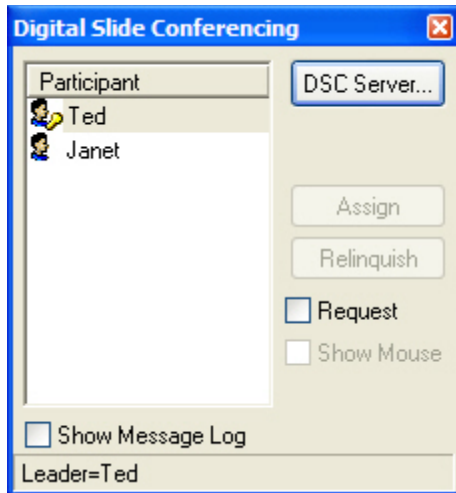 Digital Slide Conferencing
Participant
DSC Server...
Ted
Janet
Assign
Relinquish
Request
Show Mouse
Show Message Log
Leader=Ted